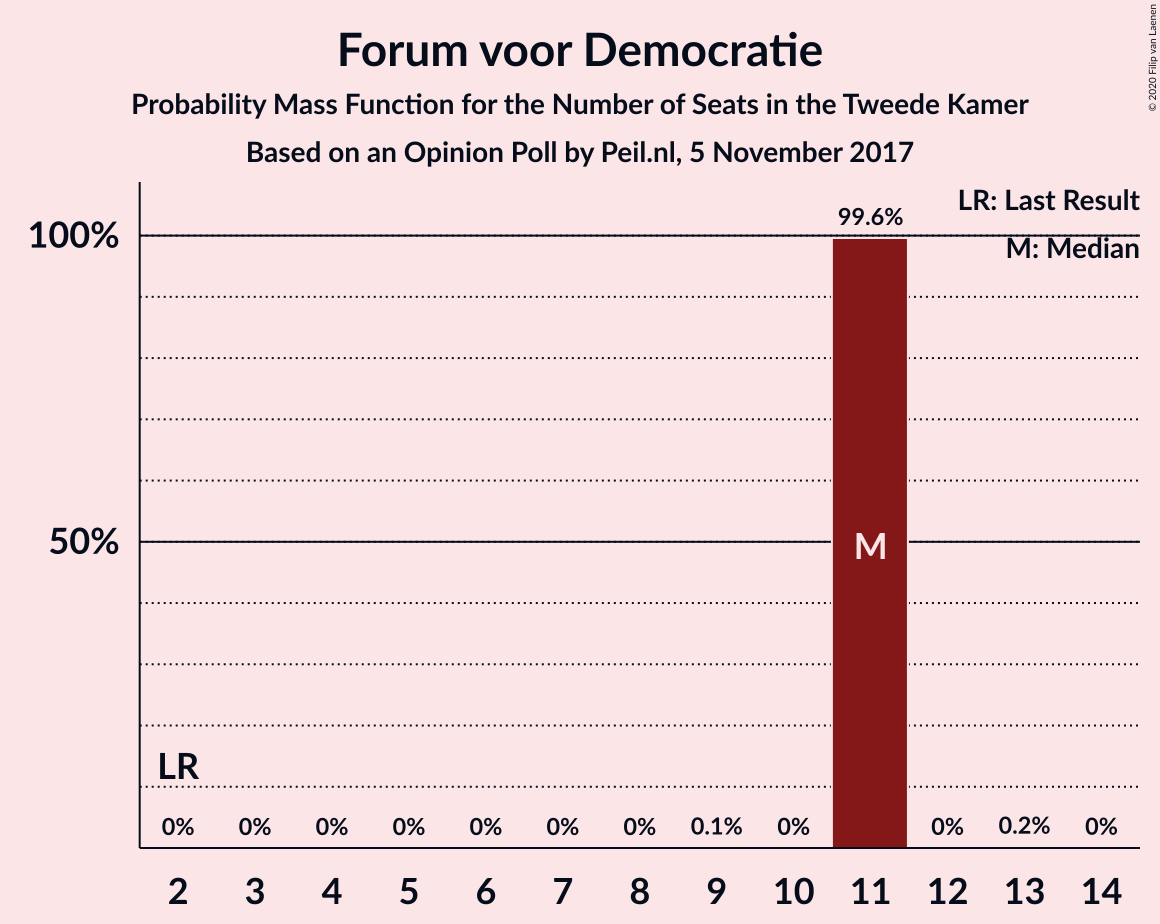 Forum voor Democratie
Probability Mass Function for the Number of Seats in the Tweede Kamer
Based on an Opinion Poll by Peil.nl, 5 November 2017
© 2020 Filip van Laenen
LR: Last Result
M: Median
99.6%
100%
50%
M
LR
0% 0% 0% 0% 0% 0% 0% 0.1% 0% 0% 0.2% 0%
2 3 4 5 6 7 8 9 10 11 12 13 14